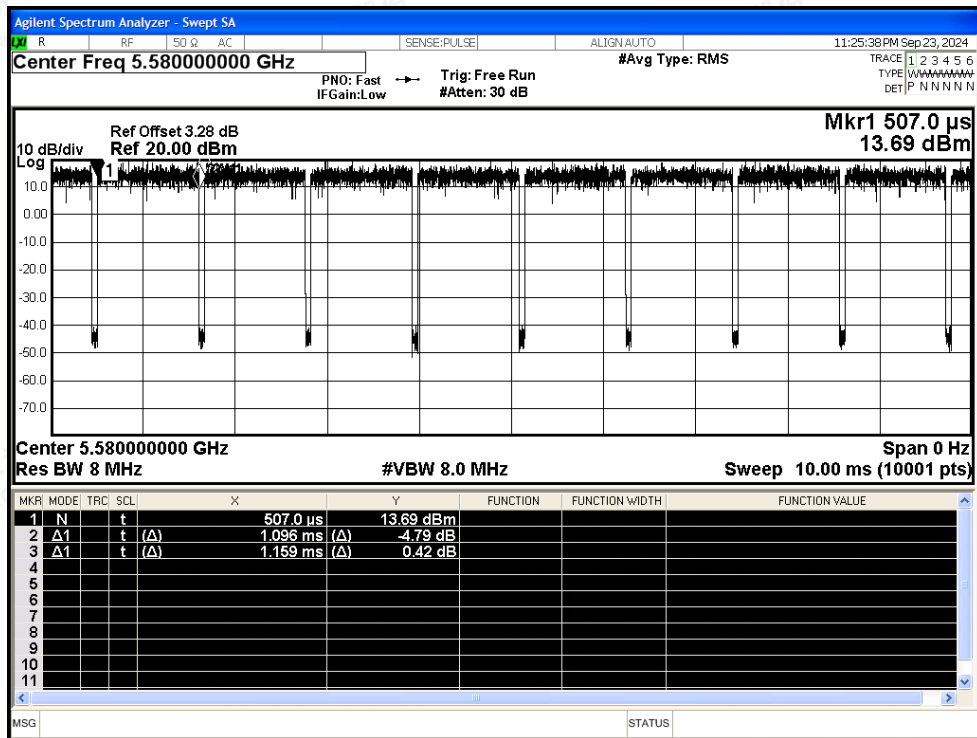 Agilent Spectrum Analyzer - Swept SA
LXI R RF 50 Ω AC SENSE:PULSE ALIGN AUTO 11:25:38 PM Sep 23, 2024
Center Freq 5.580000000 GHz
#Avg Type: RMS
TRACE 1 2 3 4 5 6
PNO: Fast Trig: Free Run
TYPE WWWWWW
IFGain:Low #Atten: 30 dB
DET P N N N N N
Mkr1 507.0 µs
13.69 dBm
Ref Offset 3.28 dB
10 dB/div Ref 20.00 dBm
Log
1
10.0
0.00
-10.0
-20.0
-30.0
-40.0
-50.0
-60.0
-70.0
Center 5.580000000 GHz Span 0 Hz
Res BW 8 MHz #VBW 8.0 MHz Sweep 10.00 ms (10001 pts)
MKR MODE TRC SCL X Y FUNCTION FUNCTION WIDTH FUNCTION VALUE
1 N t 507.0 µs 13.69 dBm
2 Δ1 t (Δ) 1.096 ms (Δ) -4.79 dB
3 Δ1 t (Δ) 1.159 ms (Δ) 0.42 dB
4
5
6
7
8
9
10
11
MSG STATUS